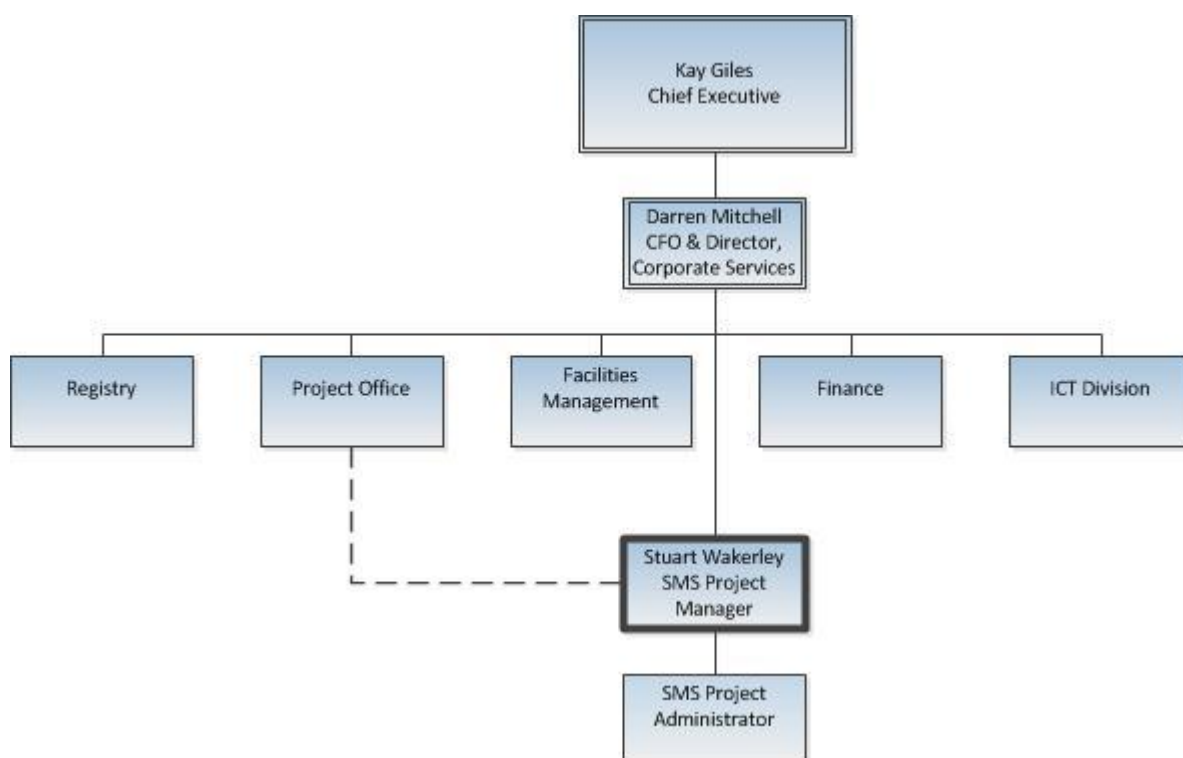 Kay Giles
Chief Executive
Darren Mitchell
CFO & Director,
Corporate Services
Registry
Project Office
Facilities
Management
Finance
ICT Division
Stuart Wakerley
SMS Project
Manager
SMS Project
Administrator